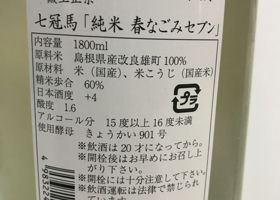 七冠馬「純米 春なごみセブン」
内容量 1800ml
原料米 島根県産改良雄町100%
原材料 米（国産）、米こうじ（国産米）
精米歩合 60%
日本酒度 +4
酸度 1.6
アルコール分 15度以上16度未満
使用酵母 きょうかい901号
※飲酒は20才になってから。
※開栓後はお早めにお召し上がり下さい。
※開栓には十分注意して下さい。
※飲酒運転は法律で禁じられて
紙